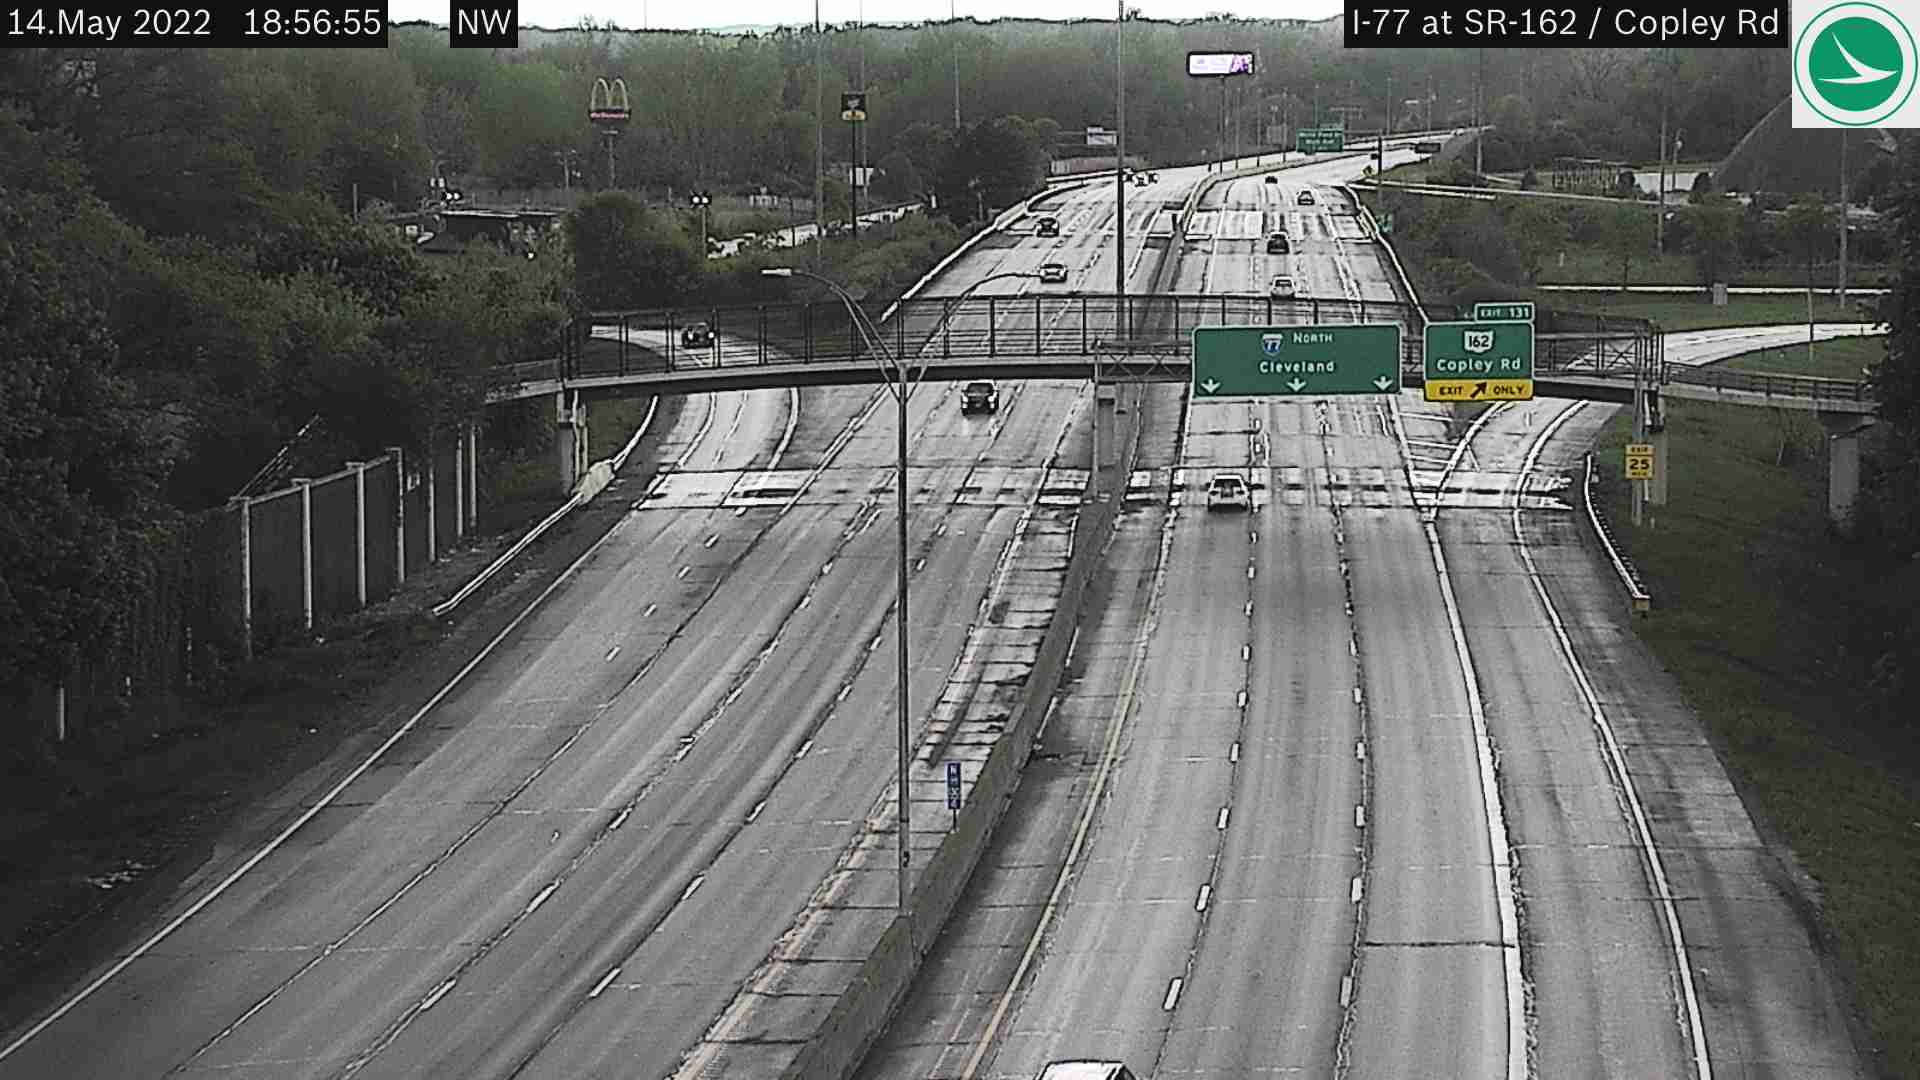 14.May 2022 18:56:55
NW
I-77 at SR-162 / Copley Rd
McDonald's
EXIT 131
77
NORTH
Cleveland
162
Copley Rd
EXIT ONLY
EXIT
25